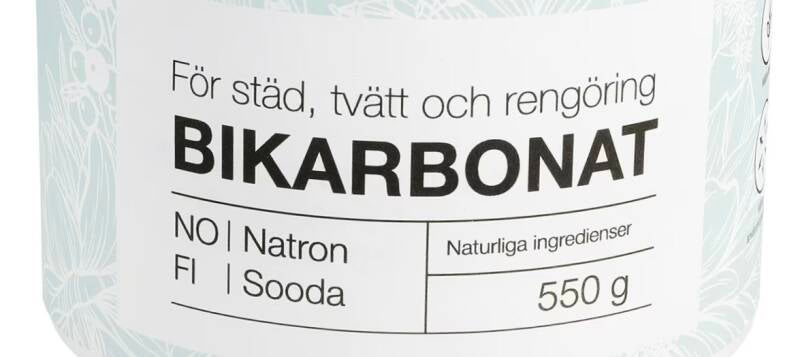 För städ, tvätt och rengöring
BIKARBONAT
NO | Natron
FI | Sooda
Naturliga ingredienser
550 g